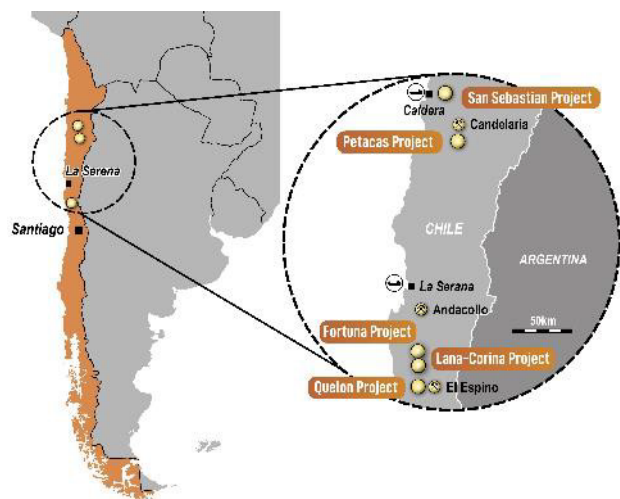 La Serena
Santiago
Caldera
San Sebastian Project
Candelaria
Petacas Project
CHILE
ARGENTINA
La Serana
Andacollo
50km
Fortuna Project
Lana-Corina Project
Quelon Project
El Espino